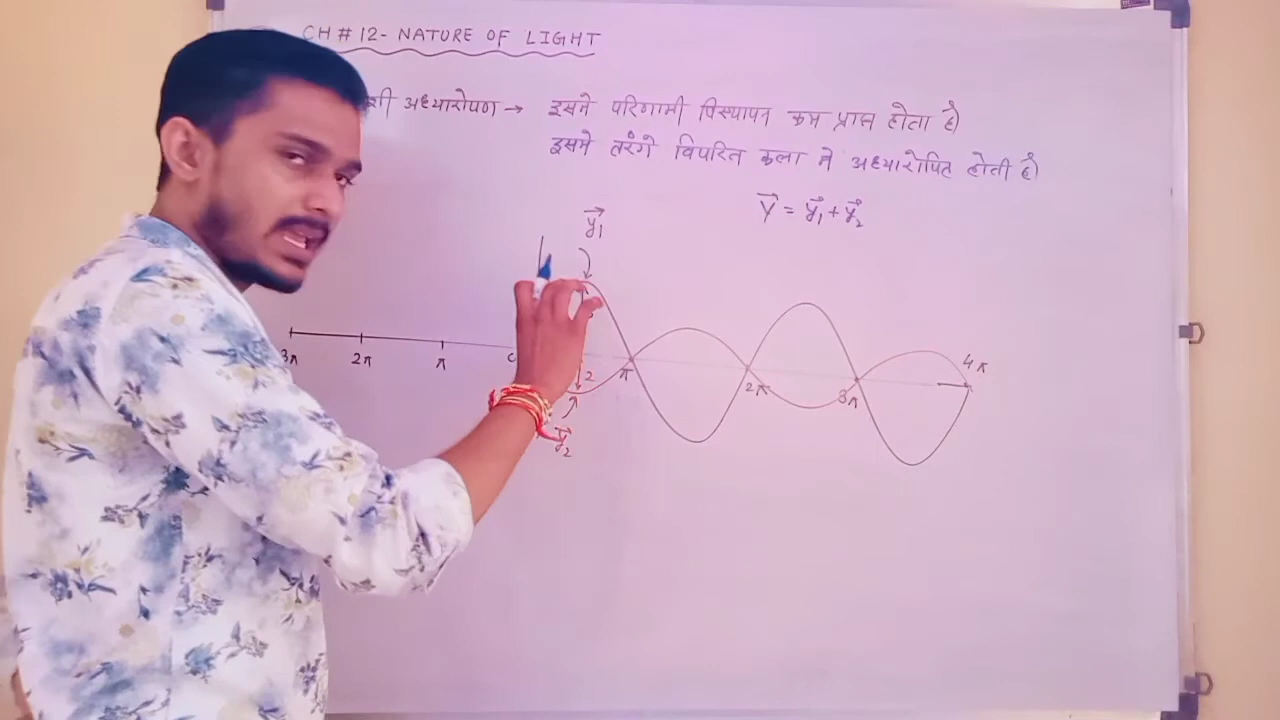 CH # 12- NATURE OF LIGHT
शी अध्यारोपण → इसमे परिणामी विस्थापन कम प्राप्त होता है
इसमे तरंगे विपरित कला मे अध्यारोपित होती है
y⃗ = y⃗₁ + y⃗₂
y⃗₁
3π 2π π π 2π 3π 4π
2
y⃗₂